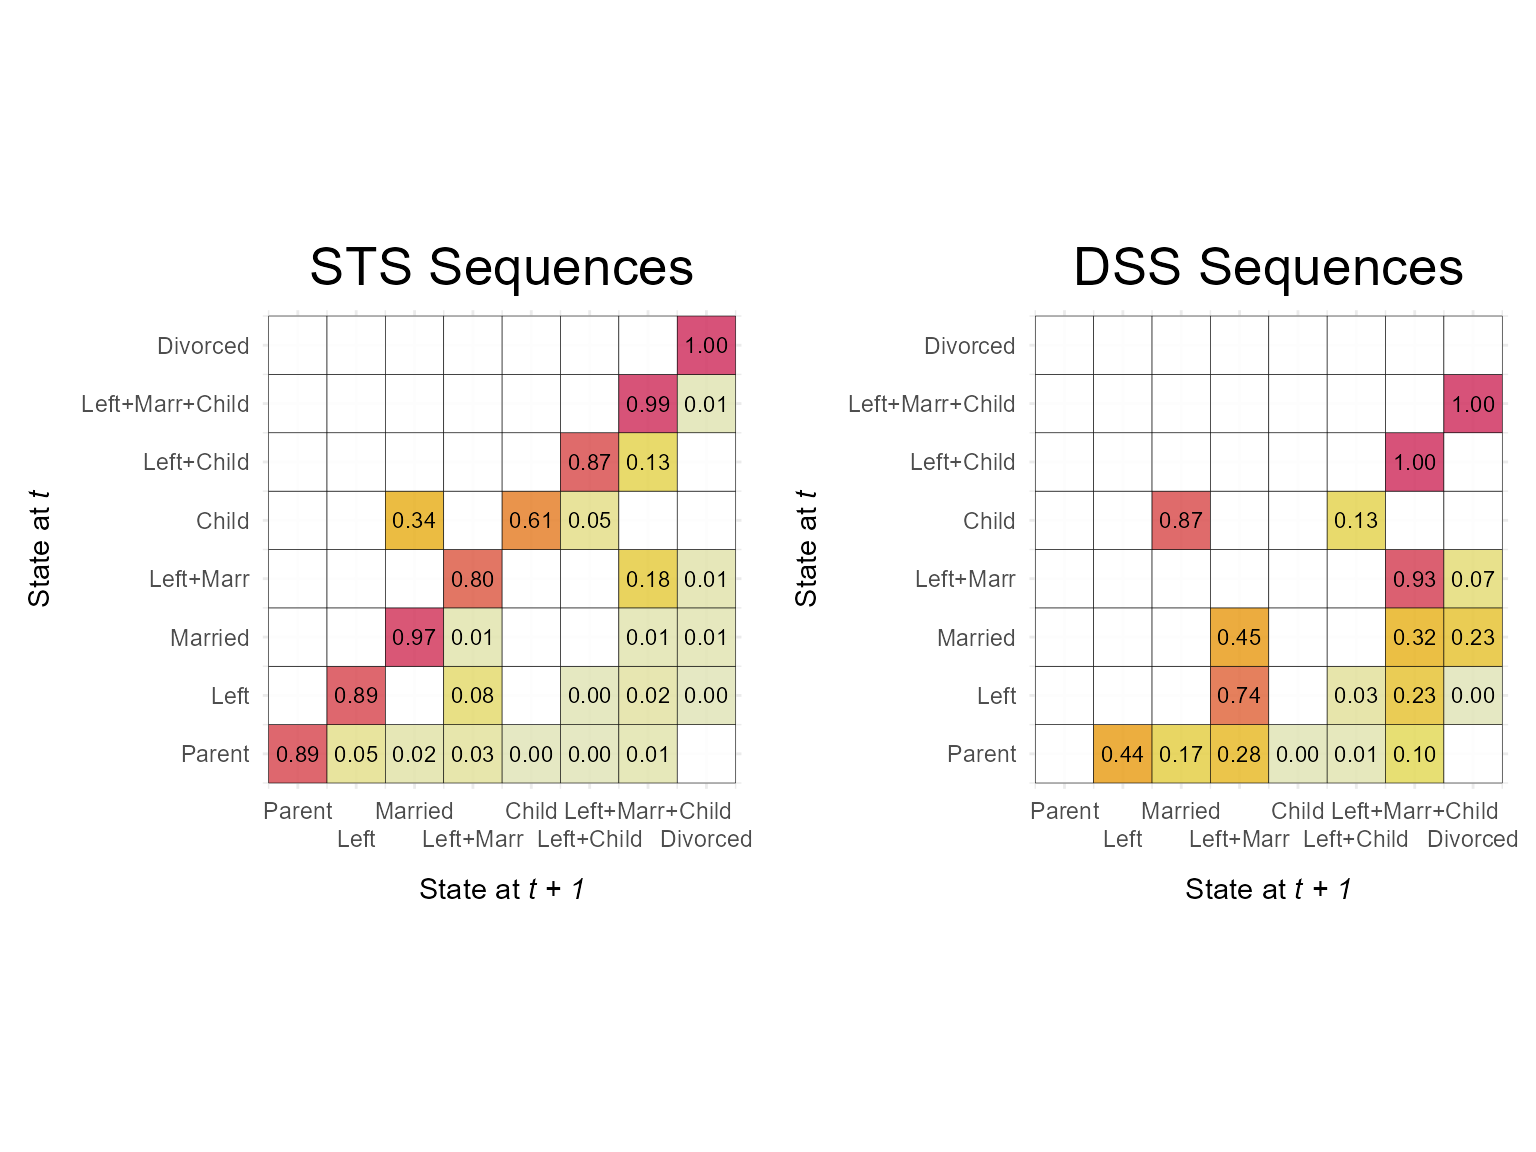 STS Sequences
Divorced 1.00
Left+Marr+Child 0.99 0.01
Left+Child 0.87 0.13
Child 0.34 0.61 0.05
Left+Marr 0.80 0.18 0.01
Married 0.97 0.01 0.01 0.01
Left 0.89 0.08 0.00 0.02 0.00
Parent 0.89 0.05 0.02 0.03 0.00 0.00 0.01
Parent Married Child Left+Marr+Child
Left Left+Marr Left+Child Divorced
State at t + 1
State at t
DSS Sequences
Divorced
Left+Marr+Child 1.00
Left+Child 1.00
Child 0.87 0.13
Left+Marr 0.93 0.07
Married 0.45 0.32 0.23
Left 0.74 0.03 0.23 0.00
Parent 0.44 0.17 0.28 0.00 0.01 0.10
Parent Married Child Left+Marr+Child
Left Left+Marr Left+Child Divorced
State at t + 1
State at t